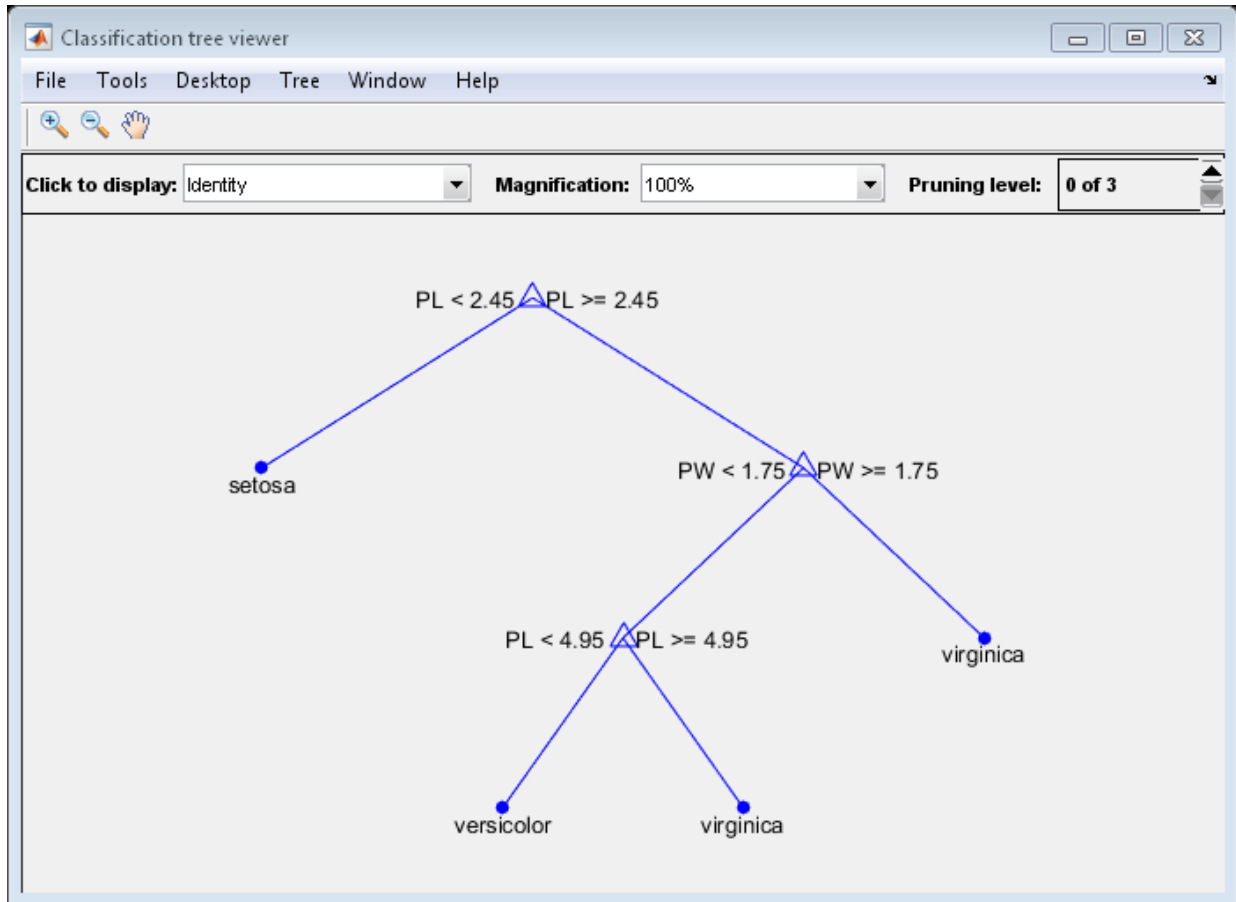 Classification tree viewer
File Tools Desktop Tree Window Help
Click to display: Identity Magnification: 100% Pruning level: 0 of 3
PL < 2.45 PL >= 2.45
setosa
PW < 1.75 PW >= 1.75
PL < 4.95 PL >= 4.95
virginica
versicolor
virginica